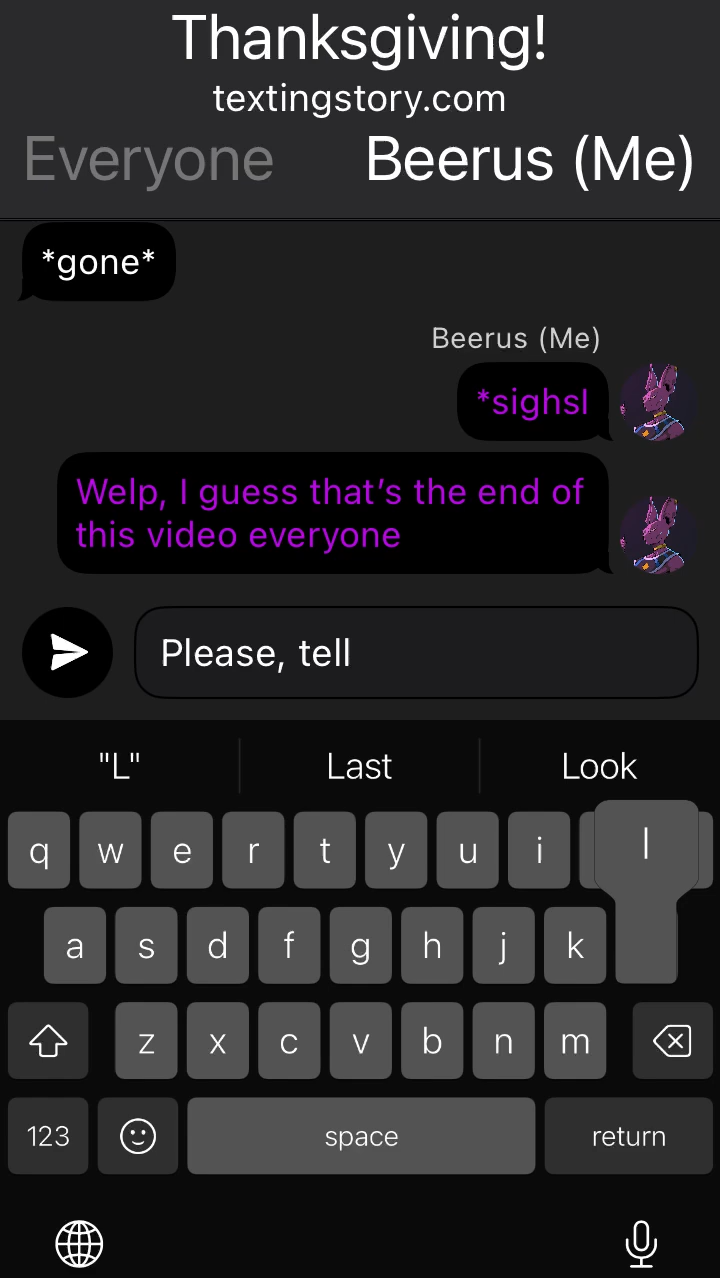 Thanksgiving!
textingstory.com
Everyone Beerus (Me)
*gone*
Beerus (Me)
*sighsl
Welp, I guess that’s the end of
this video everyone
Please, tell
"L" Last Look
q w e r t y u i l
a s d f g h j k
z x c v b n m
123 space return